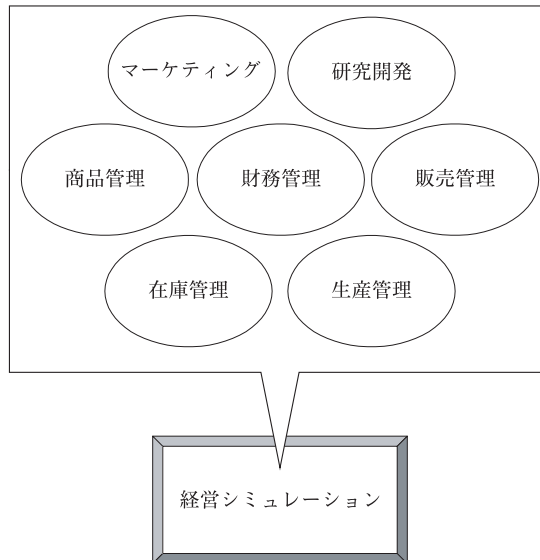 マーケティング
研究開発
商品管理
財務管理
販売管理
在庫管理
生産管理
経営シミュレーション